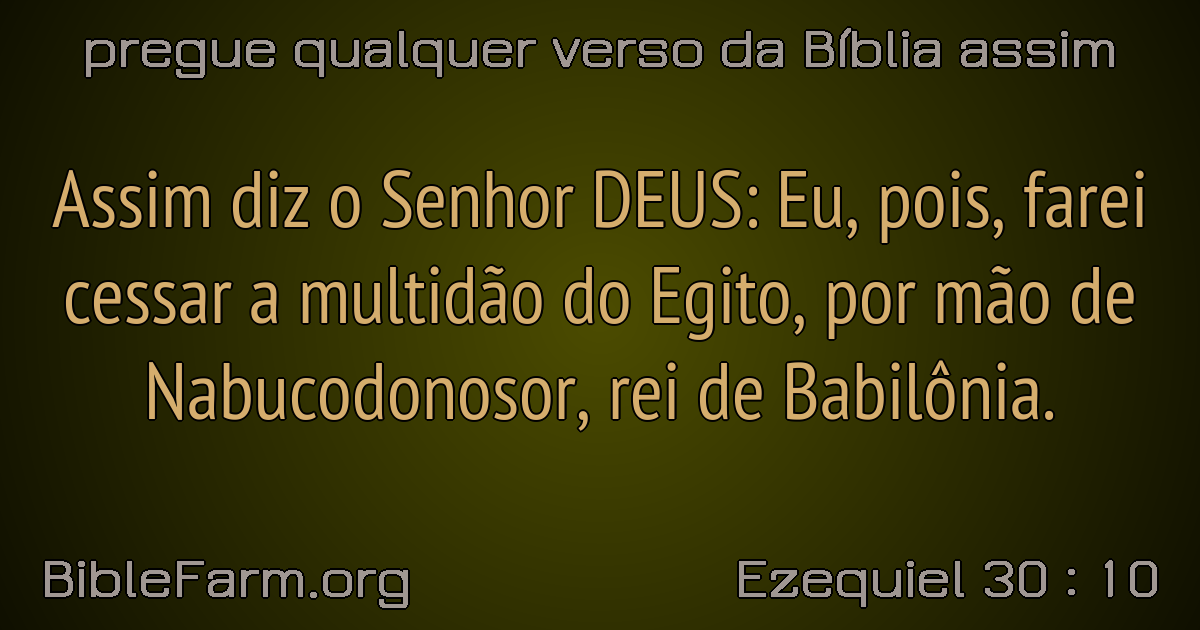 pregue qualquer verso da Bíblia assim
Assim diz o Senhor DEUS: Eu, pois, farei
cessar a multidão do Egito, por mão de
Nabucodonosor, rei de Babilônia.
BibleFarm.org
Ezequiel 30 : 10